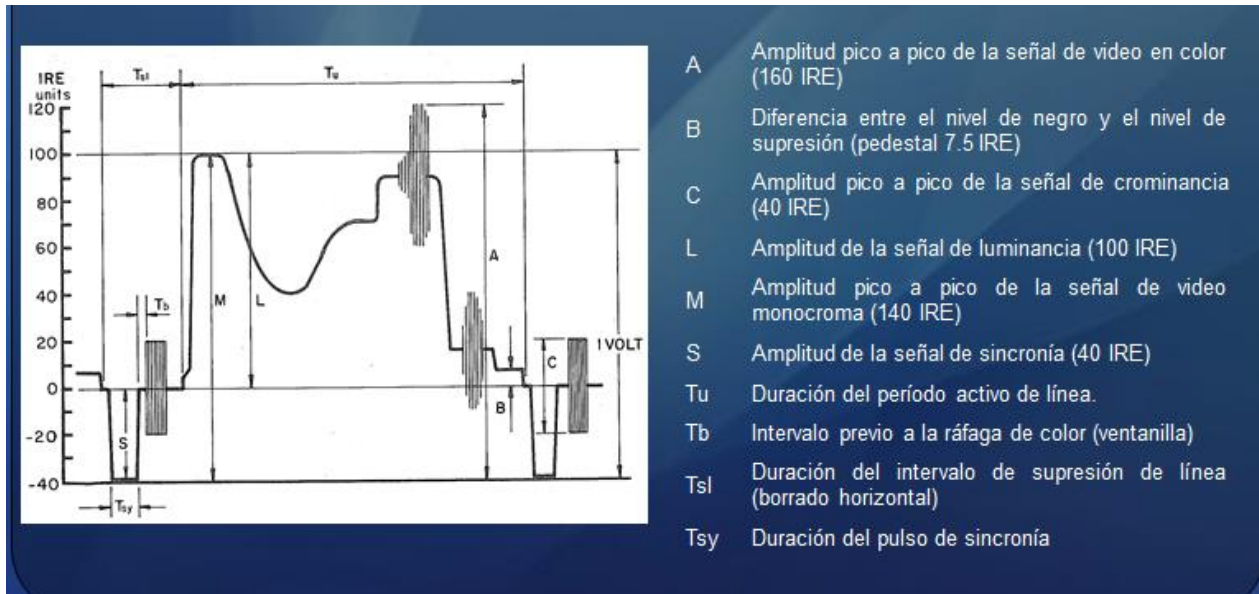 IRE
units
Tsl
Tu
120
100
80
60
40
20
0
-20
-40
Tb
M
L
A
S
B
C
1 VOLT
Tsy
A
Amplitud pico a pico de la señal de video en color
(160 IRE)
B
Diferencia entre el nivel de negro y el nivel de
supresión (pedestal 7.5 IRE)
C
Amplitud pico a pico de la señal de crominancia
(40 IRE)
L
Amplitud de la señal de luminancia (100 IRE)
M
Amplitud pico a pico de la señal de video
monocroma (140 IRE)
S
Amplitud de la señal de sincronía (40 IRE)
Tu
Duración del período activo de línea.
Tb
Intervalo previo a la ráfaga de color (ventanilla)
Tsl
Duración del intervalo de supresión de línea
(borrado horizontal)
Tsy
Duración del pulso de sincronía